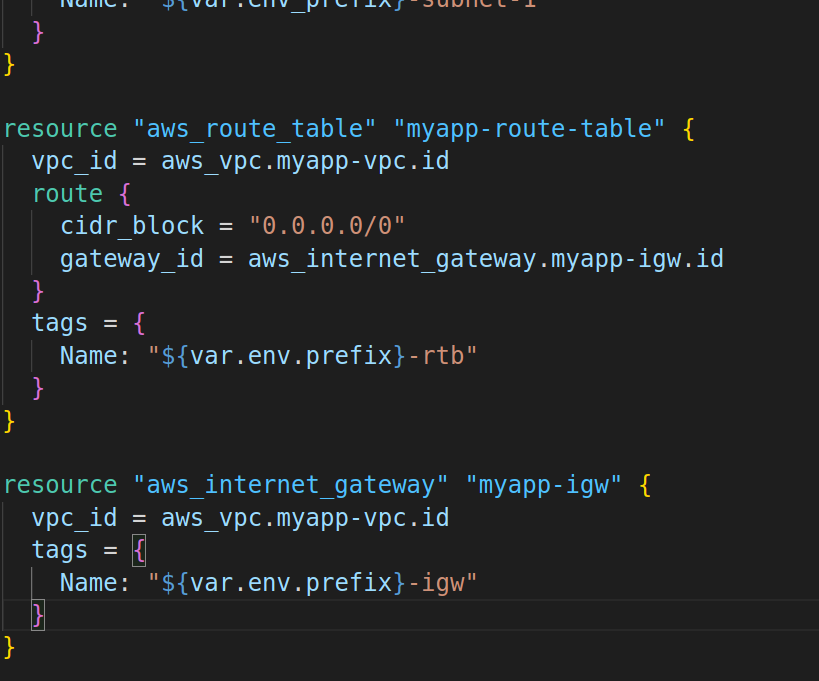 Name: "${var.env_prefix}-subnet-1
}
}
resource "aws_route_table" "myapp-route-table" {
vpc_id = aws_vpc.myapp-vpc.id
route {
cidr_block = "0.0.0.0/0"
gateway_id = aws_internet_gateway.myapp-igw.id
}
tags = {
Name: "${var.env.prefix}-rtb"
}
}
resource "aws_internet_gateway" "myapp-igw" {
vpc_id = aws_vpc.myapp-vpc.id
tags = {
Name: "${var.env.prefix}-igw"
}
}